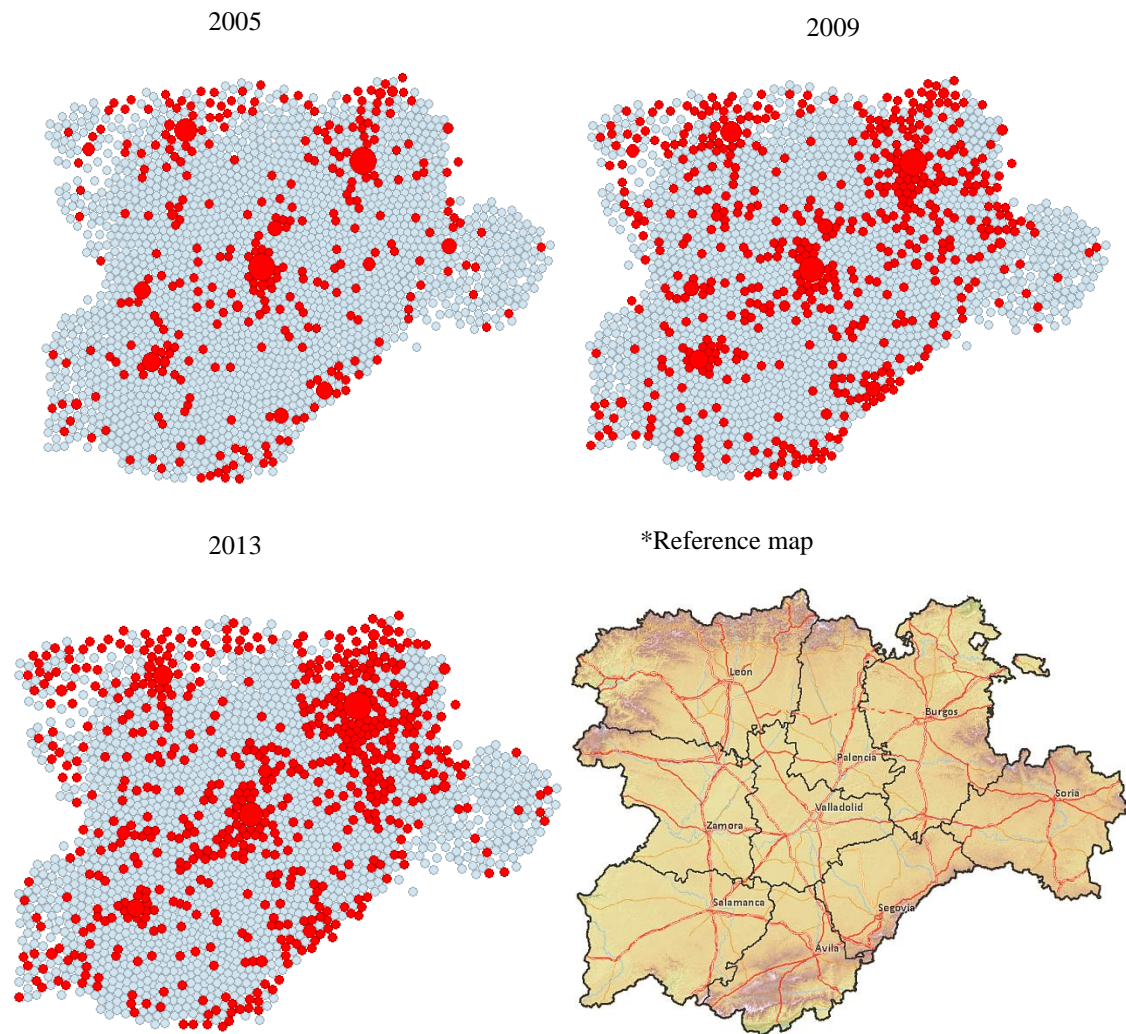 2005
2009
2013
*Reference map
León
Burgos
Palencia
Soria
Valladolid
Zamora
Salamanca
Segovia
Ávila